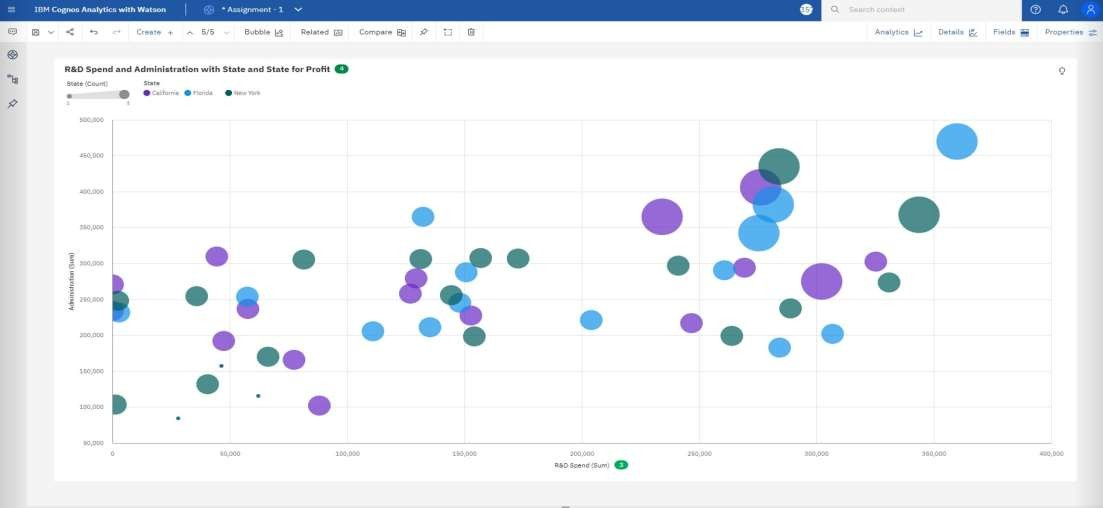 IBM Cognos Analytics with Watson
* Assignment - 1
Search content
Create +
5/5
Bubble
Related
Compare
Analytics
Details
Fields
Properties
R&D Spend and Administration with State and State for Profit 4
State (Count)
State
California
Florida
New York
500,000
450,000
400,000
350,000
300,000
250,000
200,000
150,000
100,000
50,000
Administration (Sum)
0
50,000
100,000
150,000
200,000
250,000
300,000
350,000
400,000
R&D Spend (Sum) 3